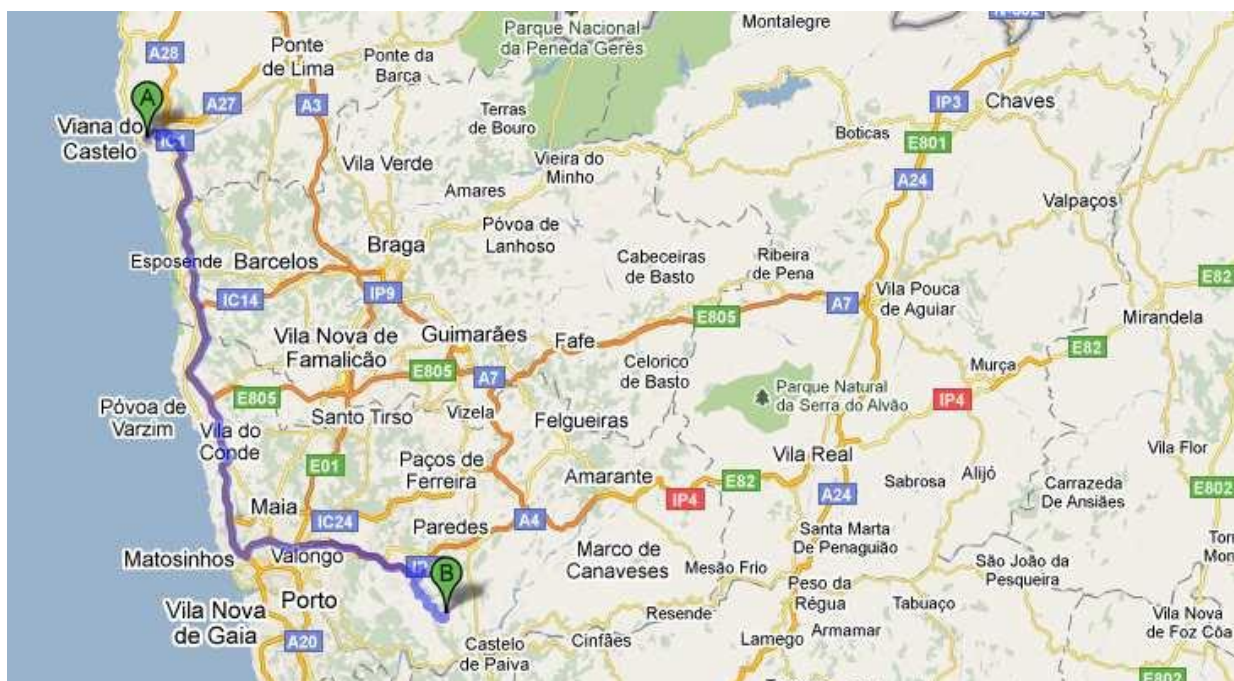 Parque Nacional
da Peneda Gerês
Montalegre
A28
Ponte
de Lima
Ponte da
Barca
A
A27
A3
Terras
de Bouro
IP3
Chaves
Viana do
Castelo
IC1
Boticas
E801
Vila Verde
Vieira do
Minho
A24
Amares
Valpaços
Póvoa de
Lanhoso
Braga
Cabeceiras
de Basto
Ribeira
de Pena
Esposende
Barcelos
E82
IC14
IP9
Vila Pouca
de Aguiar
A7
E805
Mirandela
Vila Nova de
Famalicão
Guimarães
Fafe
E82
Celorico
de Basto
Murça
E805
A7
Parque Natural
da Serra do Alvão
E805
IP4
Póvoa de
Varzim
Santo Tirso
Vizela
Felgueiras
Vila do
Conde
Vila Flor
E01
Paços de
Ferreira
Amarante
Vila Real
E82
Sabrosa
Alijó
Carrazeda
De Ansiães
E802
IP4
A24
Maia
IC24
Paredes
A4
Santa Marta
De Penaguião
Matosinhos
Valongo
Marco de
Canaveses
Mesão Frio
São João da
Pesqueira
B
Peso da
Régua
Vila Nova
de Gaia
Porto
Resende
Tabuaço
Vila Nova
de Foz Côa
A20
Castelo
de Paiva
Cinfães
Lamego
Armamar
E802